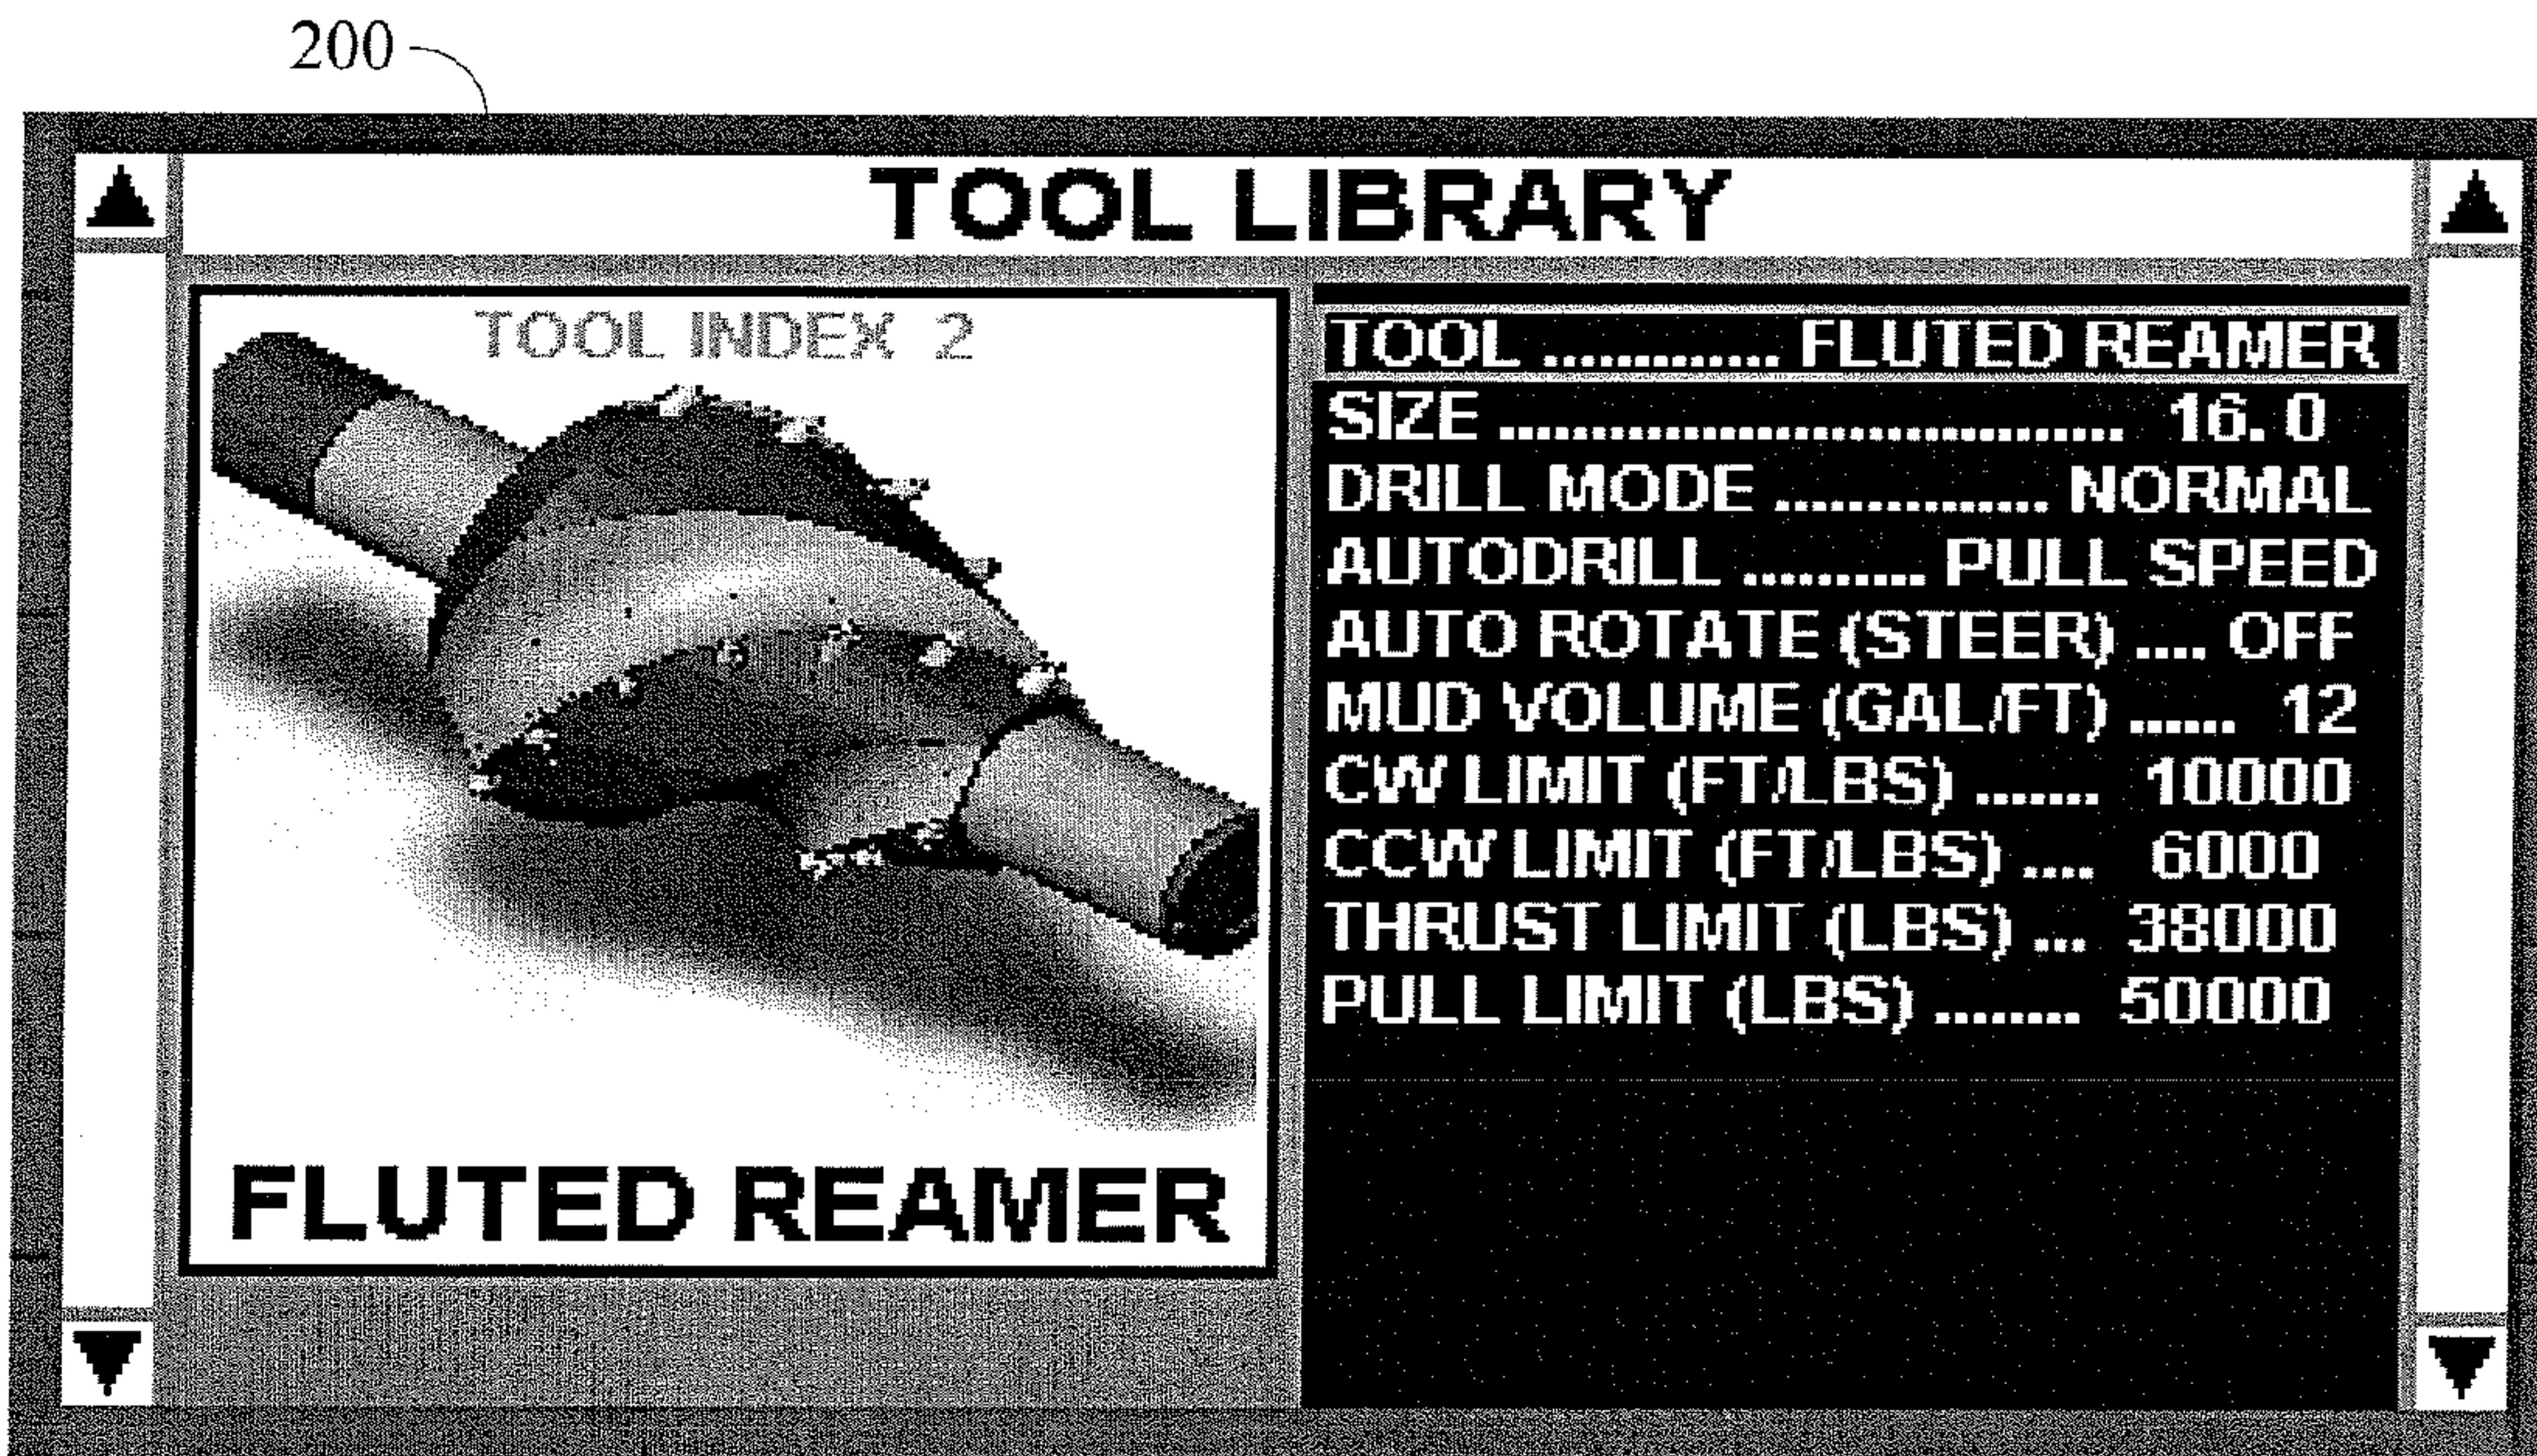 200
TOOL LIBRARY
TOOL INDEX 2
FLUTED REAMER
TOOL ............. FLUTED REAMER
SIZE .................................. 16.0
DRILL MODE ............... NORMAL
AUTODRILL .......... PULL SPEED
AUTO ROTATE (STEER) .... OFF
MUD VOLUME (GAL/FT) ...... 12
CW LIMIT (FT/LBS) ....... 10000
CCW LIMIT (FT/LBS) .... 6000
THRUST LIMIT (LBS) ... 38000
PULL LIMIT (LBS) ........ 50000